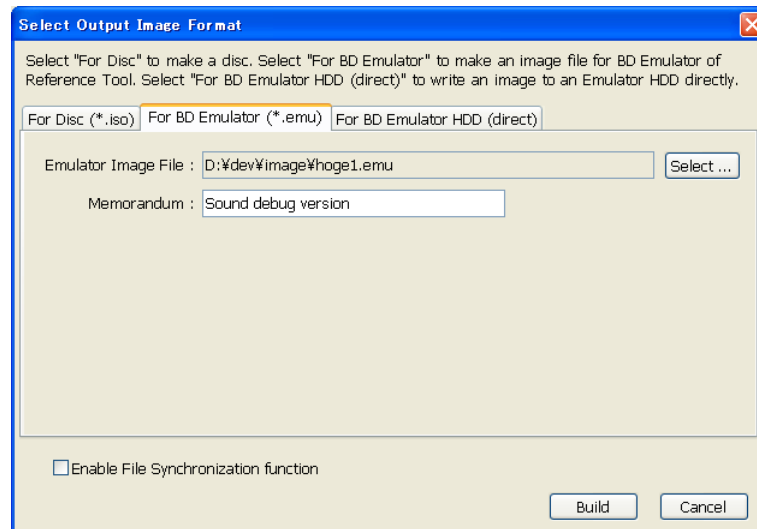 Select Output Image Format
Select "For Disc" to make a disc. Select "For BD Emulator" to make an image file for BD Emulator of
Reference Tool. Select "For BD Emulator HDD (direct)" to write an image to an Emulator HDD directly.
For Disc (*.iso) For BD Emulator (*.emu) For BD Emulator HDD (direct)
Emulator Image File : D:¥dev¥image¥hoge1.emu Select ...
Memorandum : Sound debug version
Enable File Synchronization function
Build Cancel